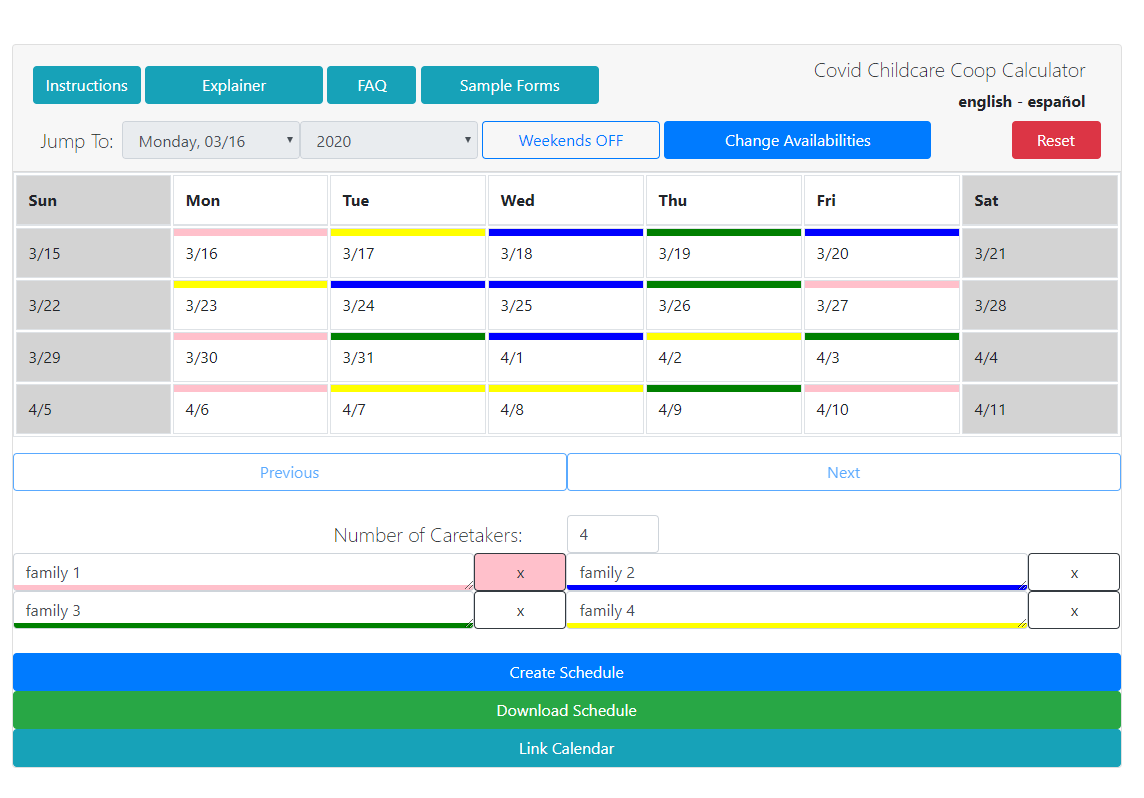 Covid Childcare Coop Calculator
Instructions Explainer FAQ Sample Forms
english - español
Jump To: Monday, 03/16 2020 Weekends OFF Change Availabilities Reset
Sun Mon Tue Wed Thu Fri Sat
3/15 3/16 3/17 3/18 3/19 3/20 3/21
3/22 3/23 3/24 3/25 3/26 3/27 3/28
3/29 3/30 3/31 4/1 4/2 4/3 4/4
4/5 4/6 4/7 4/8 4/9 4/10 4/11
Previous Next
Number of Caretakers: 4
family 1 x family 2 x
family 3 x family 4 x
Create Schedule
Download Schedule
Link Calendar